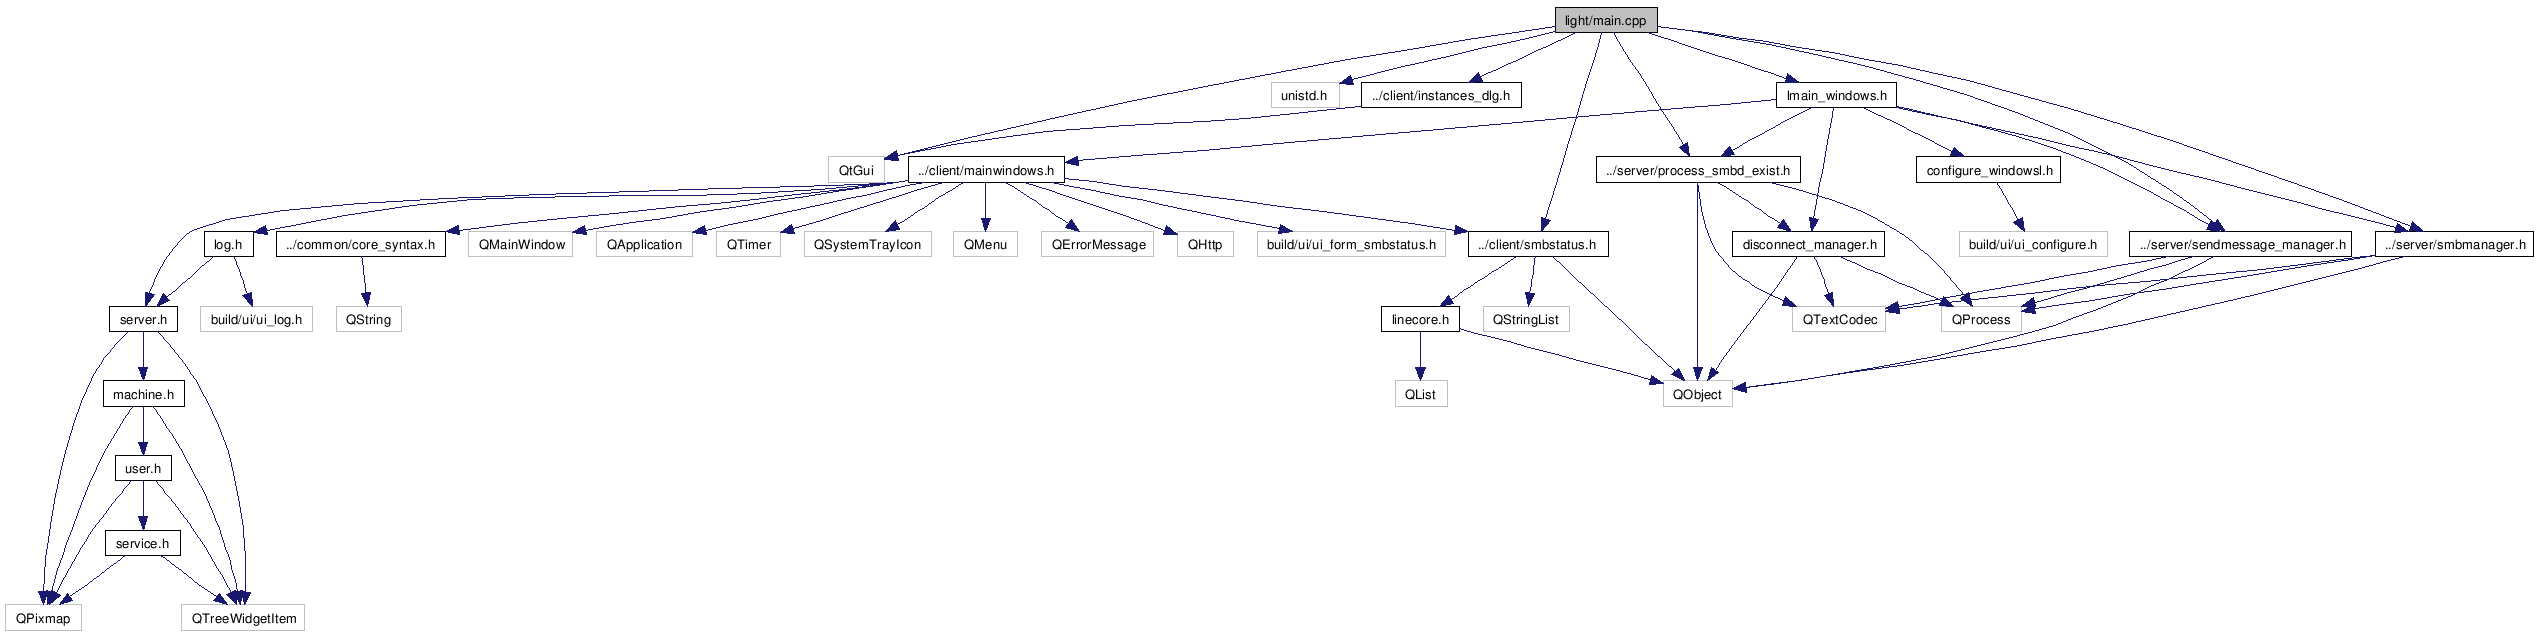 light/main.cpp
unistd.h
../client/instances_dlg.h
lmain_windows.h
QtGui
../client/mainwindows.h
../server/process_smbd_exist.h
configure_windowsl.h
log.h
../common/core_syntax.h
QMainWindow
QApplication
QTimer
QSystemTrayIcon
QMenu
QErrorMessage
QHttp
build/ui/ui_form_smbstatus.h
../client/smbstatus.h
disconnect_manager.h
build/ui/ui_configure.h
../server/sendmessage_manager.h
../server/smbmanager.h
server.h
build/ui/ui_log.h
QString
linecore.h
QStringList
QTextCodec
QProcess
machine.h
QList
QObject
user.h
service.h
QPixmap
QTreeWidgetItem